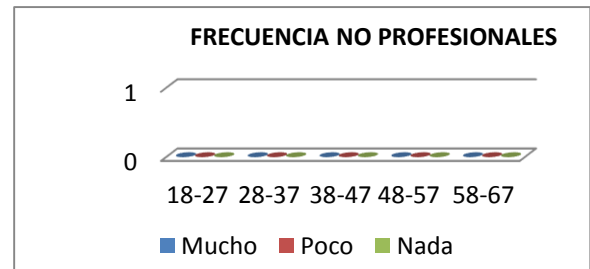 FRECUENCIA NO PROFESIONALES
1
0
18-27 28-37 38-47 48-57 58-67
Mucho Poco Nada